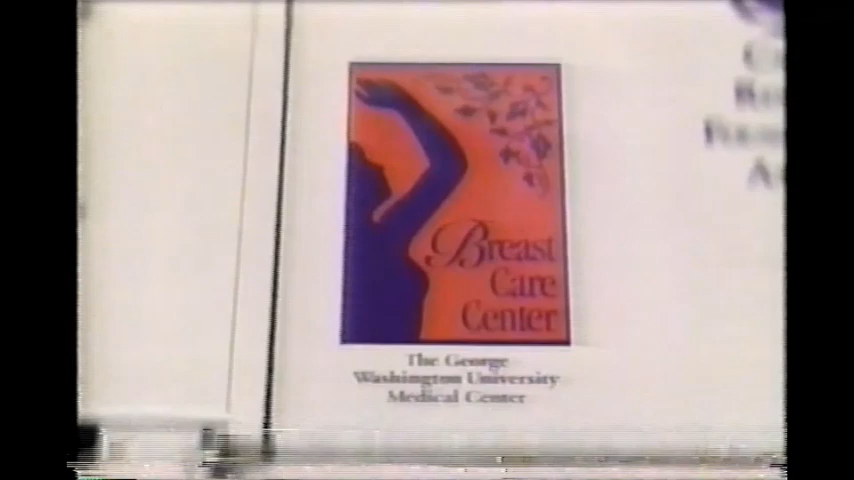 Breast
Care
Center
The George
Washington University
Medical Center